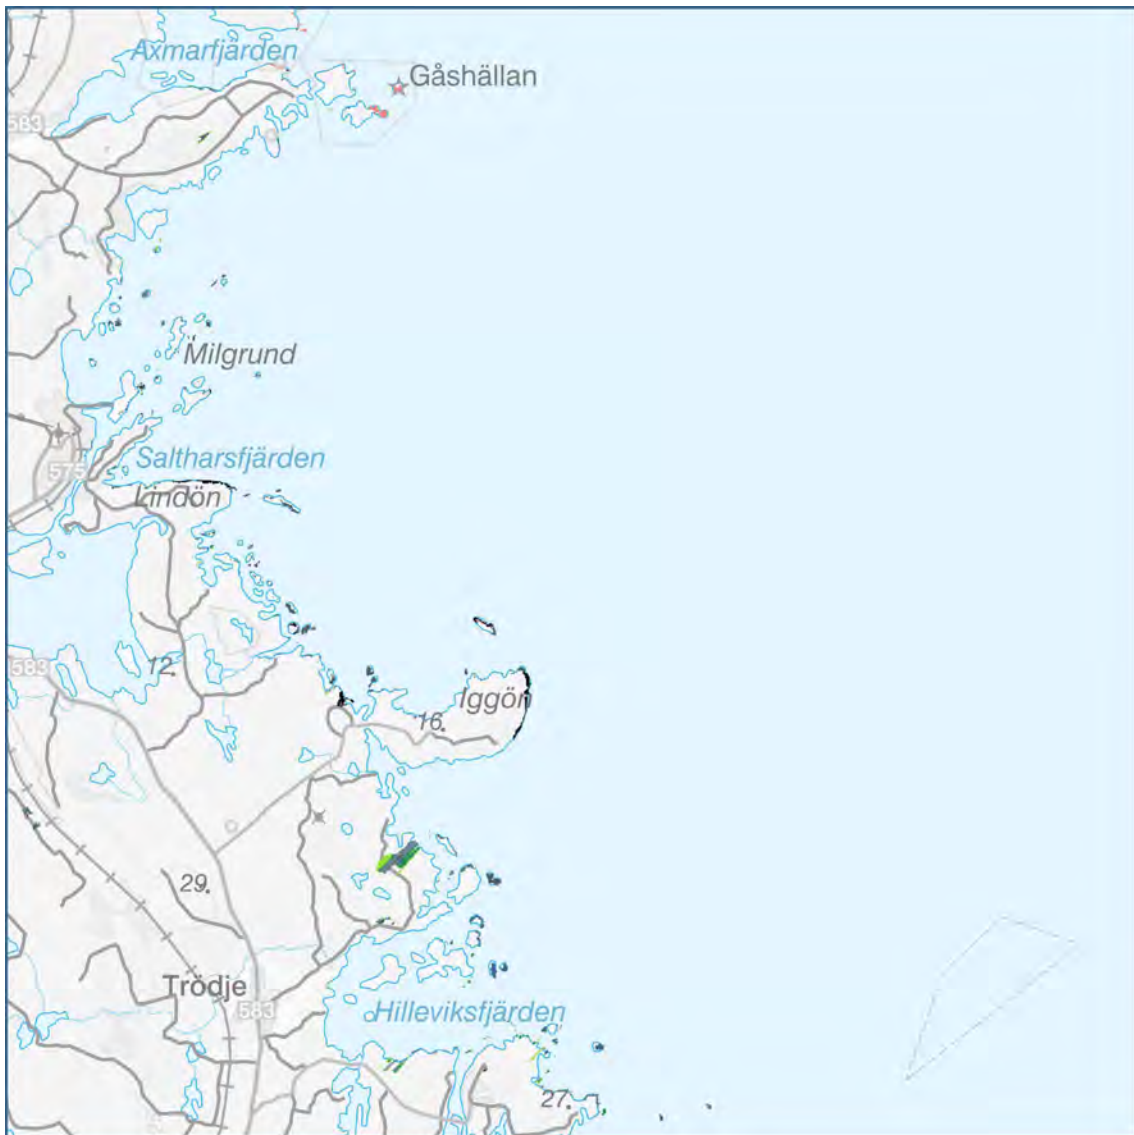 Axmarfjärden
Gåshällan
583
Milgrund
Saltharsfjärden
575
Lindön
583
12
Iggön
16
29
Trödje
583
Hilleviksfjärden
27